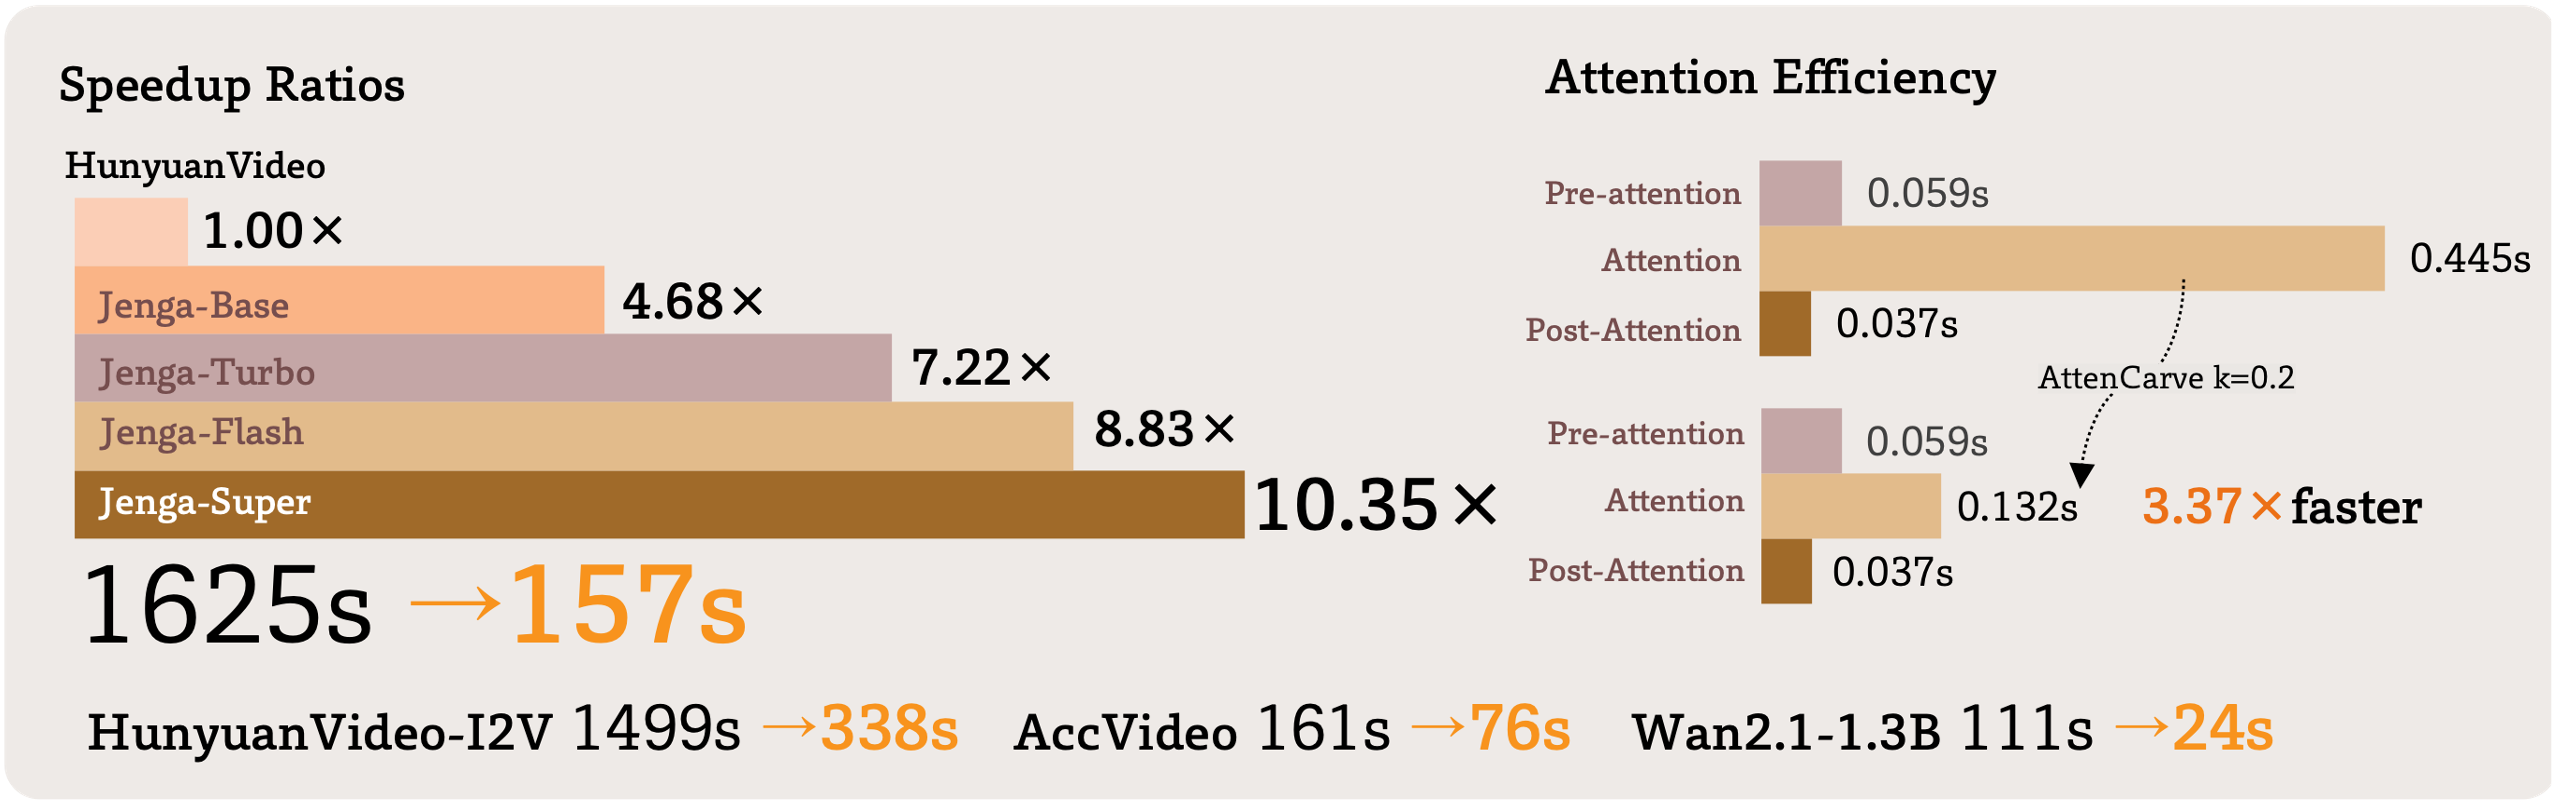 Speedup Ratios
HunyuanVideo
1.00×
Jenga-Base 4.68×
Jenga-Turbo 7.22×
Jenga-Flash 8.83×
Jenga-Super 10.35×
1625s →157s
Attention Efficiency
Pre-attention 0.059s
Attention 0.445s
Post-Attention 0.037s
AttenCarve k=0.2
Pre-attention 0.059s
Attention 0.132s 3.37× faster
Post-Attention 0.037s
HunyuanVideo-I2V 1499s →338s AccVideo 161s →76s Wan2.1-1.3B 111s →24s